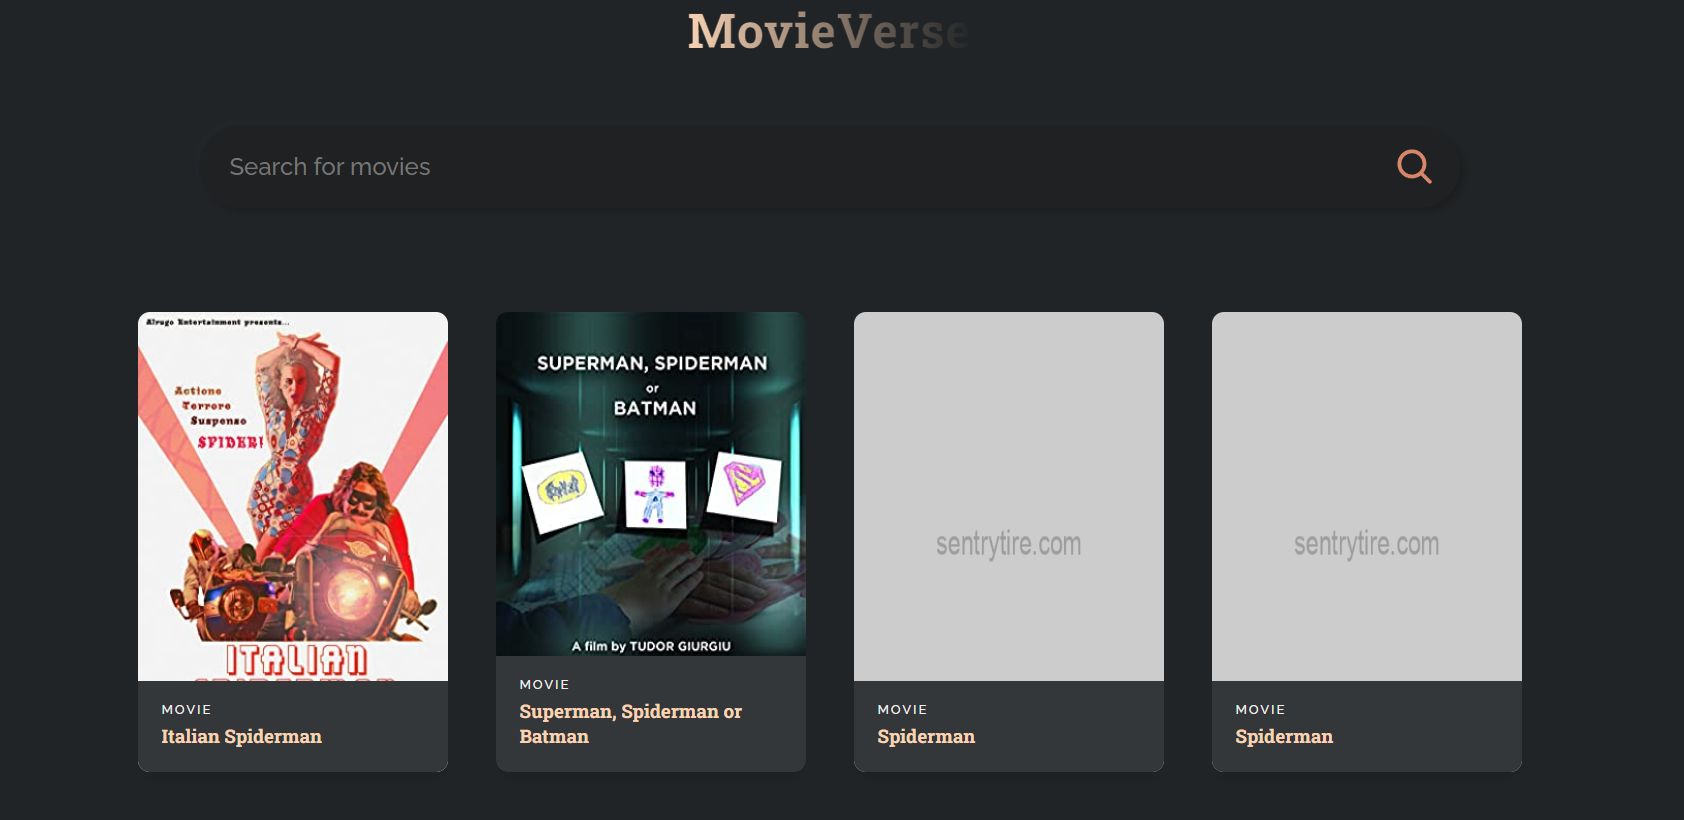 MovieVerse
Search for movies
Alrugo Entertainment presents...
Actione
Terrore
Suspenso
SPIDER!
ITALIAN
SUPERMAN, SPIDERMAN
or
BATMAN
A film by TUDOR GIURGIU
sentrytire.com
sentrytire.com
MOVIE
Italian Spiderman
MOVIE
Superman, Spiderman or
Batman
MOVIE
Spiderman
MOVIE
Spiderman